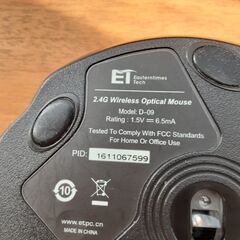 ET
Easterntimes
Tech
2.4G Wireless Optical Mouse
Model: D-09
Rating : 1.5V ⎓ 6.5mA
Tested To Comply With FCC Standards
For Home Or Office Use
PID: 1611067599
10
www.etpc.cn
MADE IN CHINA